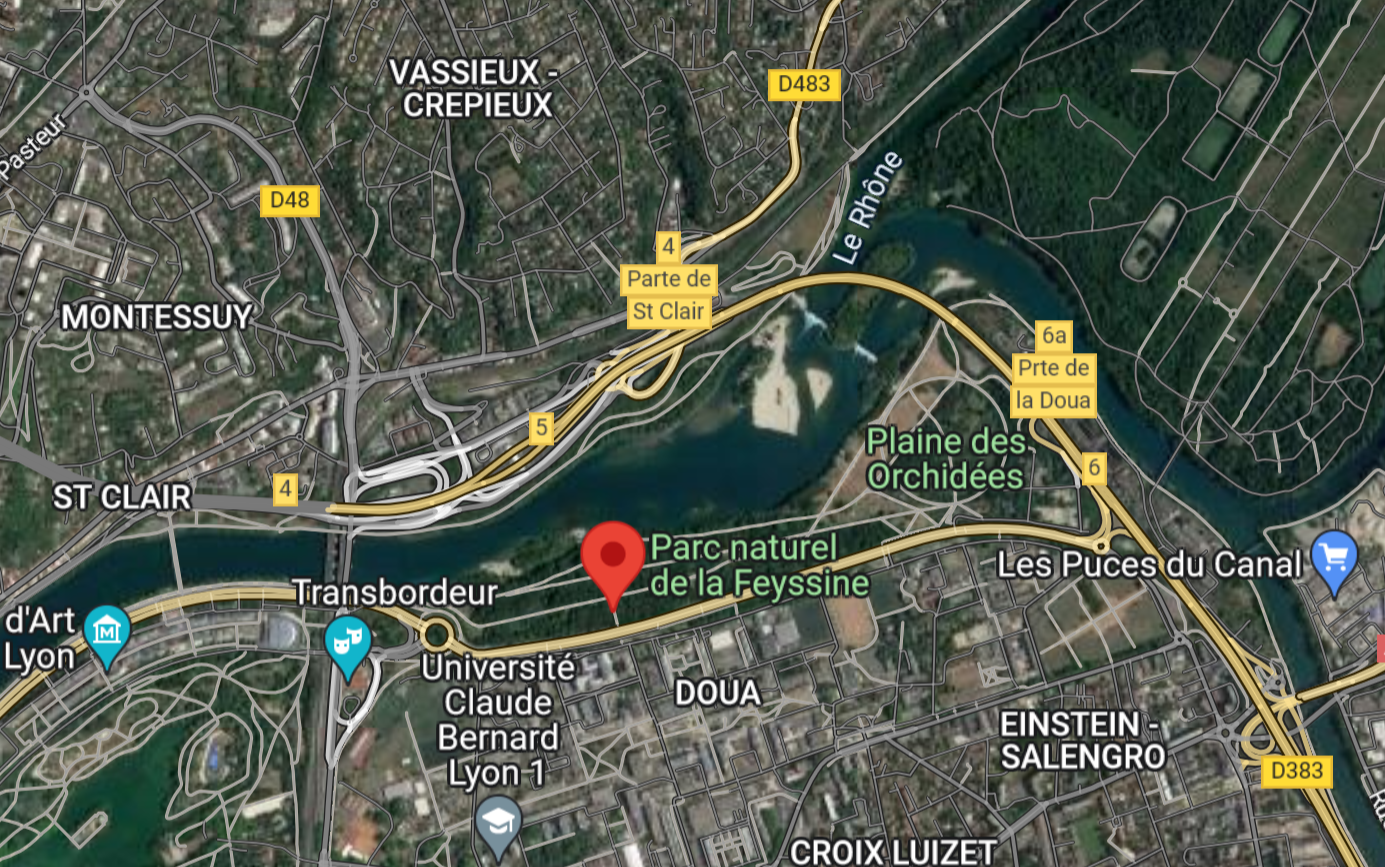 VASSIEUX -
CREPIEUX
D483
Pasteur
Le Rhône
D48
4
Parte de
St Clair
MONTESSUY
6a
Prte de
la Doua
5
Plaine des
Orchidées
6
ST CLAIR
4
Parc naturel
de la Feyssine
Les Puces du Canal
Transbordeur
d'Art
Lyon
M
Université
Claude
Bernard
Lyon 1
DOUA
EINSTEIN -
SALENGRO
D383
CROIX LUIZET